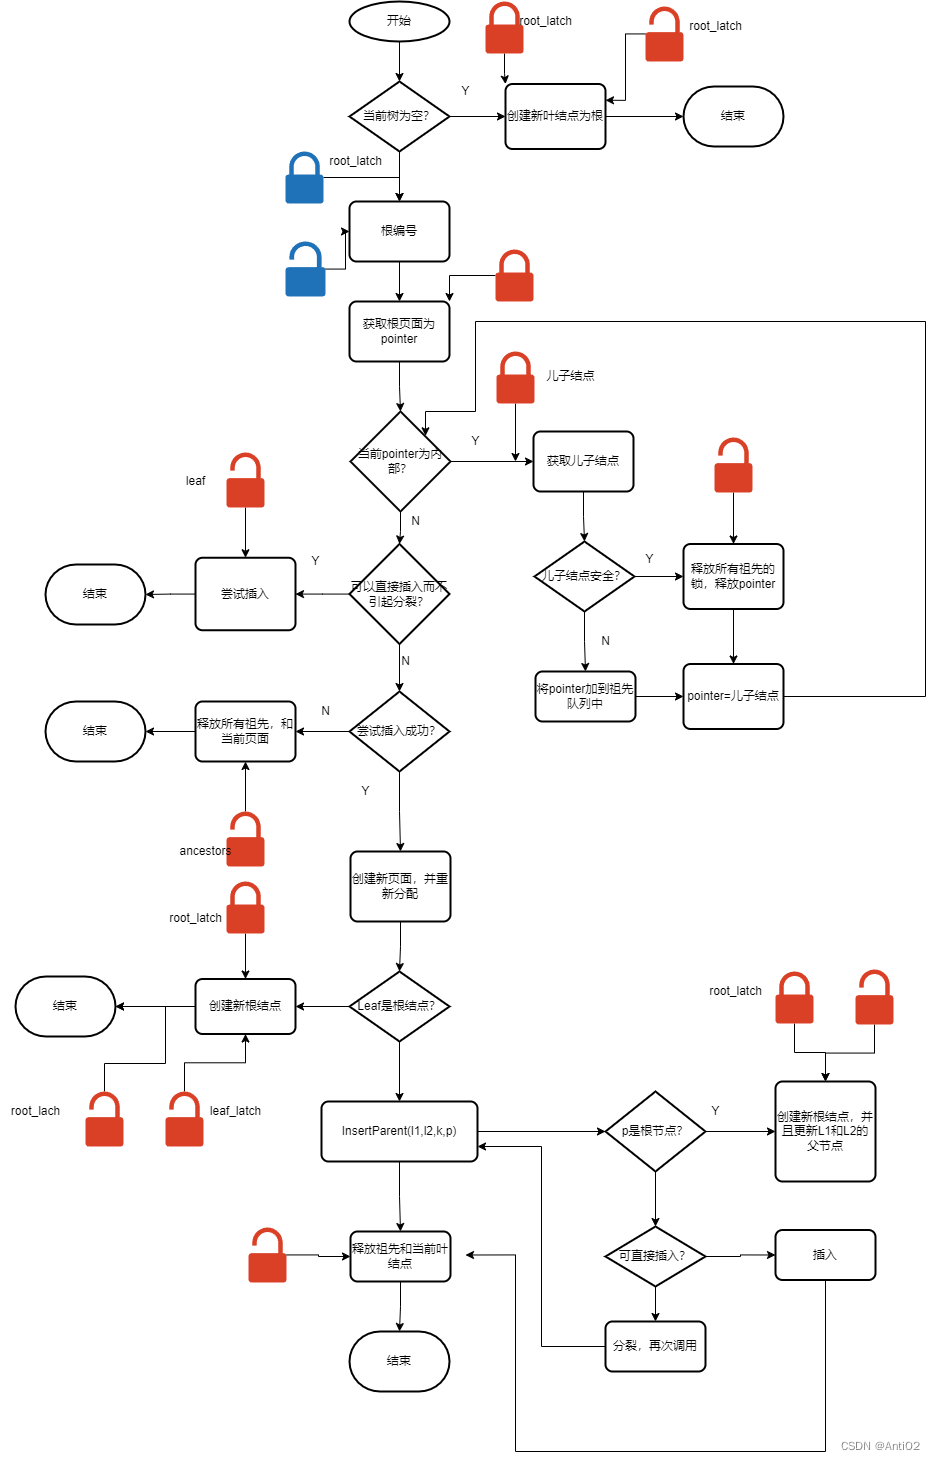 开始
root_latch
root_latch
Y
当前树为空?
创建新叶结点为根
结束
root_latch
根编号
获取根页面为
pointer
儿子结点
Y
当前pointer为内
部?
获取儿子结点
leaf
N
Y
Y
结束
尝试插入
可以直接插入而不
引起分裂?
儿子结点安全?
释放所有祖先的
锁，释放pointer
N
N
将pointer加到祖先
队列中
pointer=儿子结点
N
结束
释放所有祖先，和
当前页面
尝试插入成功?
Y
ancestors
创建新页面，并重
新分配
root_latch
结束
创建新根结点
Leaf是根结点?
root_latch
root_lach
leaf_latch
InsertParent(l1,l2,k,p)
p是根节点?
Y
创建新根结点，并
且更新L1和L2的
父节点
释放祖先和当前叶
结点
可直接插入?
插入
结束
分裂，再次调用
CSDN @AntiO2